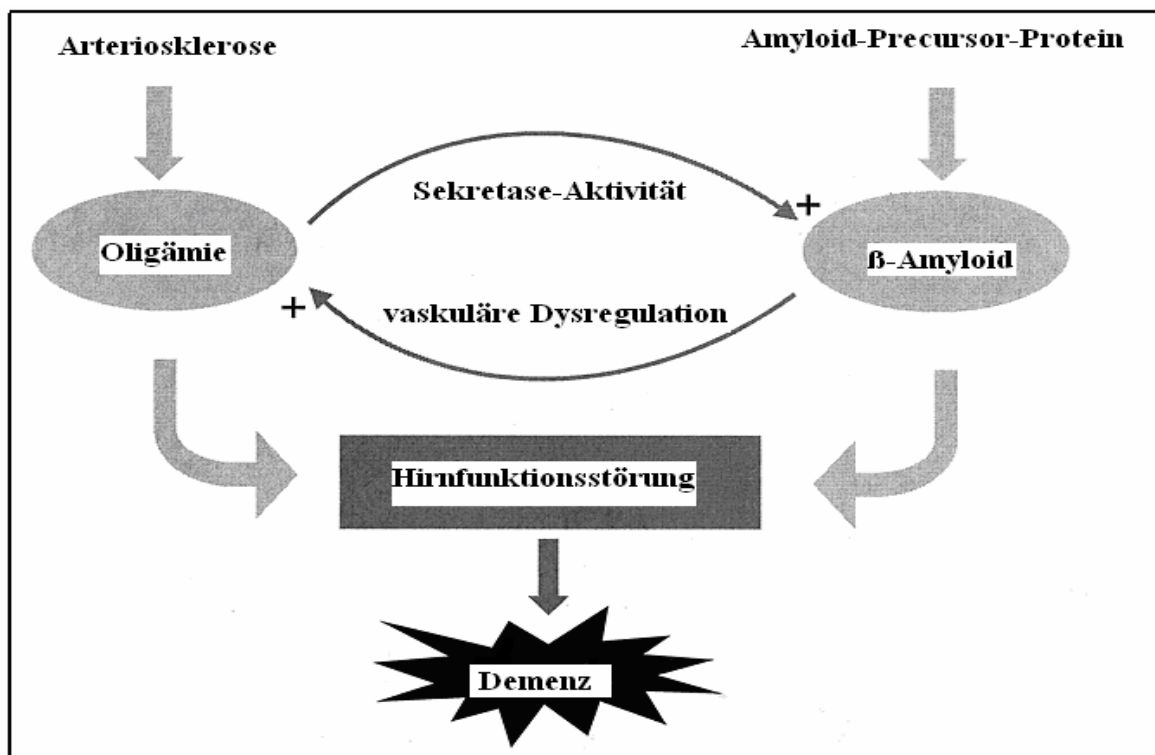 Arteriosklerose
Amyloid-Precursor-Protein
Sekretase-Aktivität
+
Oligämie
ß-Amyloid
+
vaskuläre Dysregulation
Hirnfunktionsstörung
Demenz